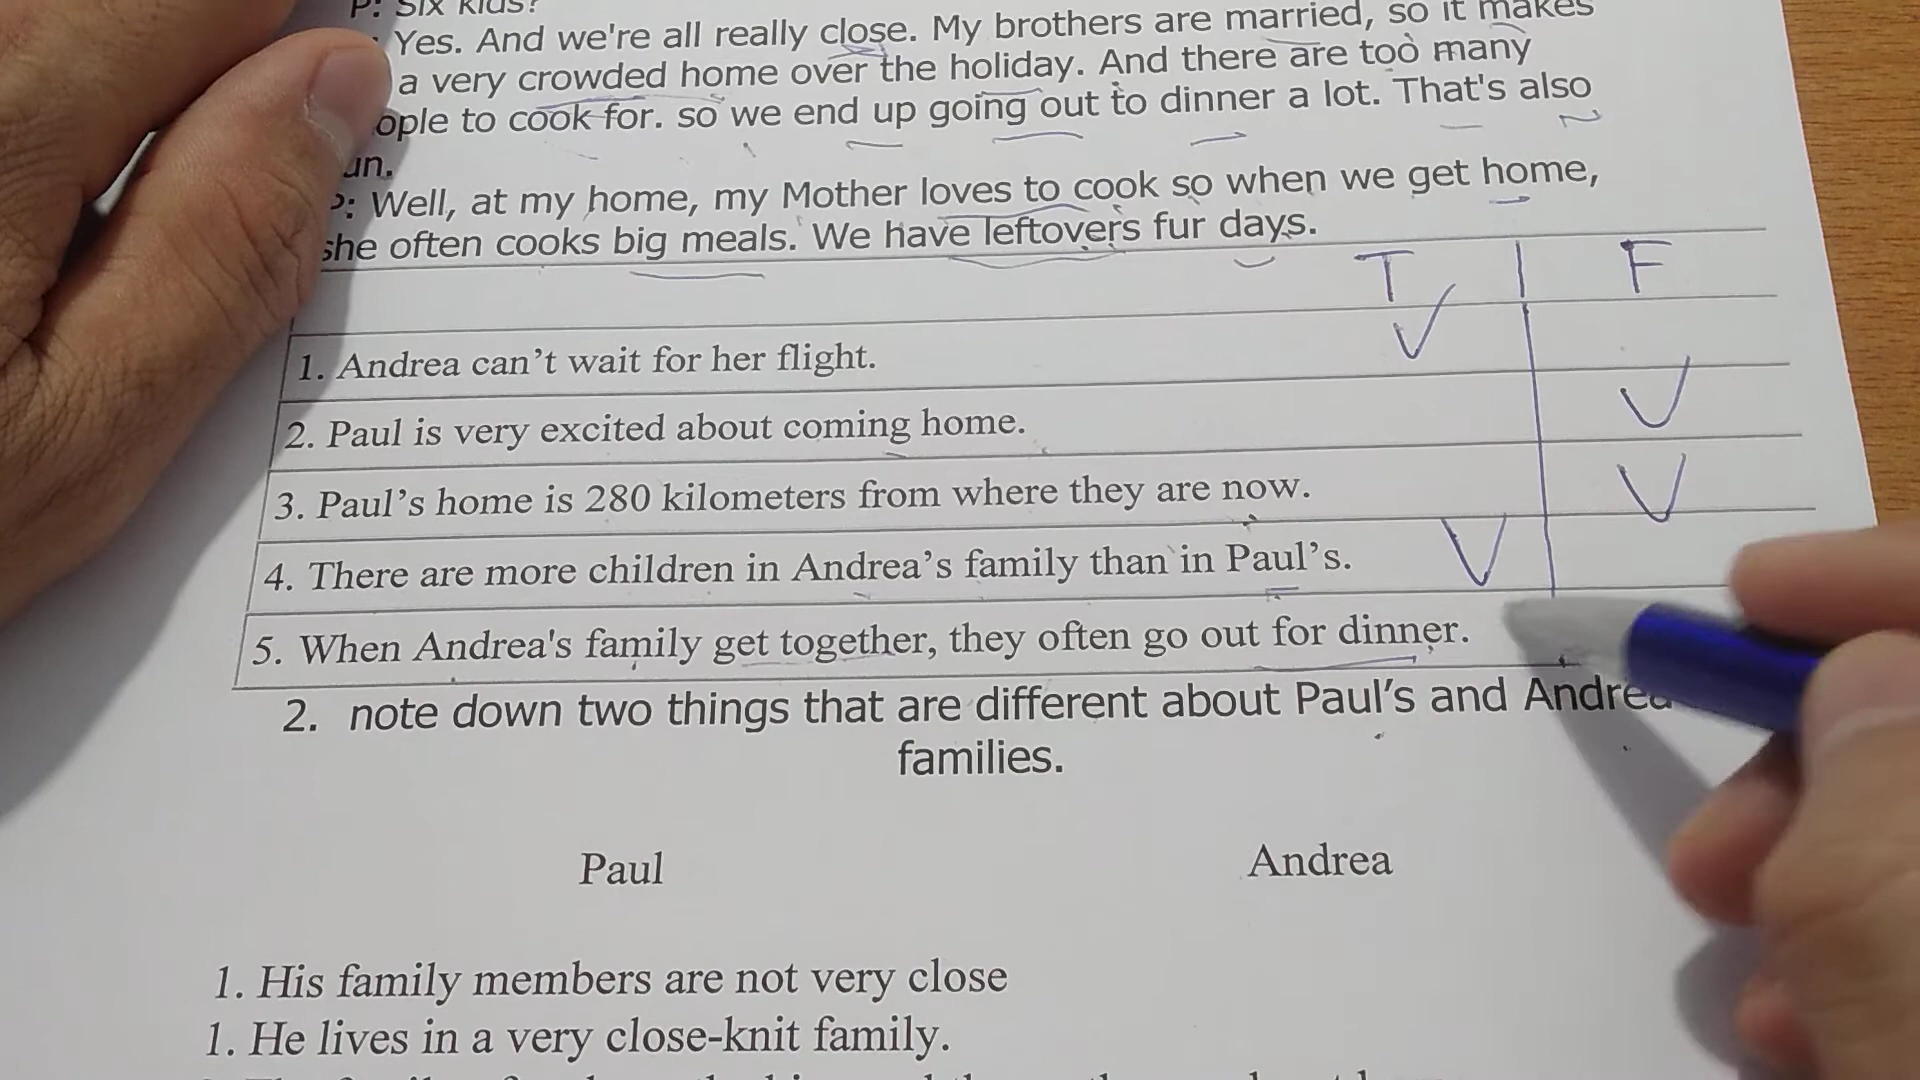 P: Six kids?
Yes. And we're all really close. My brothers are married, so it makes
a very crowded home over the holiday. And there are too many
ople to cook for. so we end up going out to dinner a lot. That's also
un.
P: Well, at my home, my Mother loves to cook so when we get home,
she often cooks big meals. We have leftovers fur days.
T | F
1. Andrea can't wait for her flight. ✓
2. Paul is very excited about coming home. ✓
3. Paul's home is 280 kilometers from where they are now. ✓
4. There are more children in Andrea's family than in Paul's. ✓
5. When Andrea's family get together, they often go out for dinner.
2. note down two things that are different about Paul's and Andrea
families.
Paul Andrea
1. His family members are not very close
1. He lives in a very close-knit family.